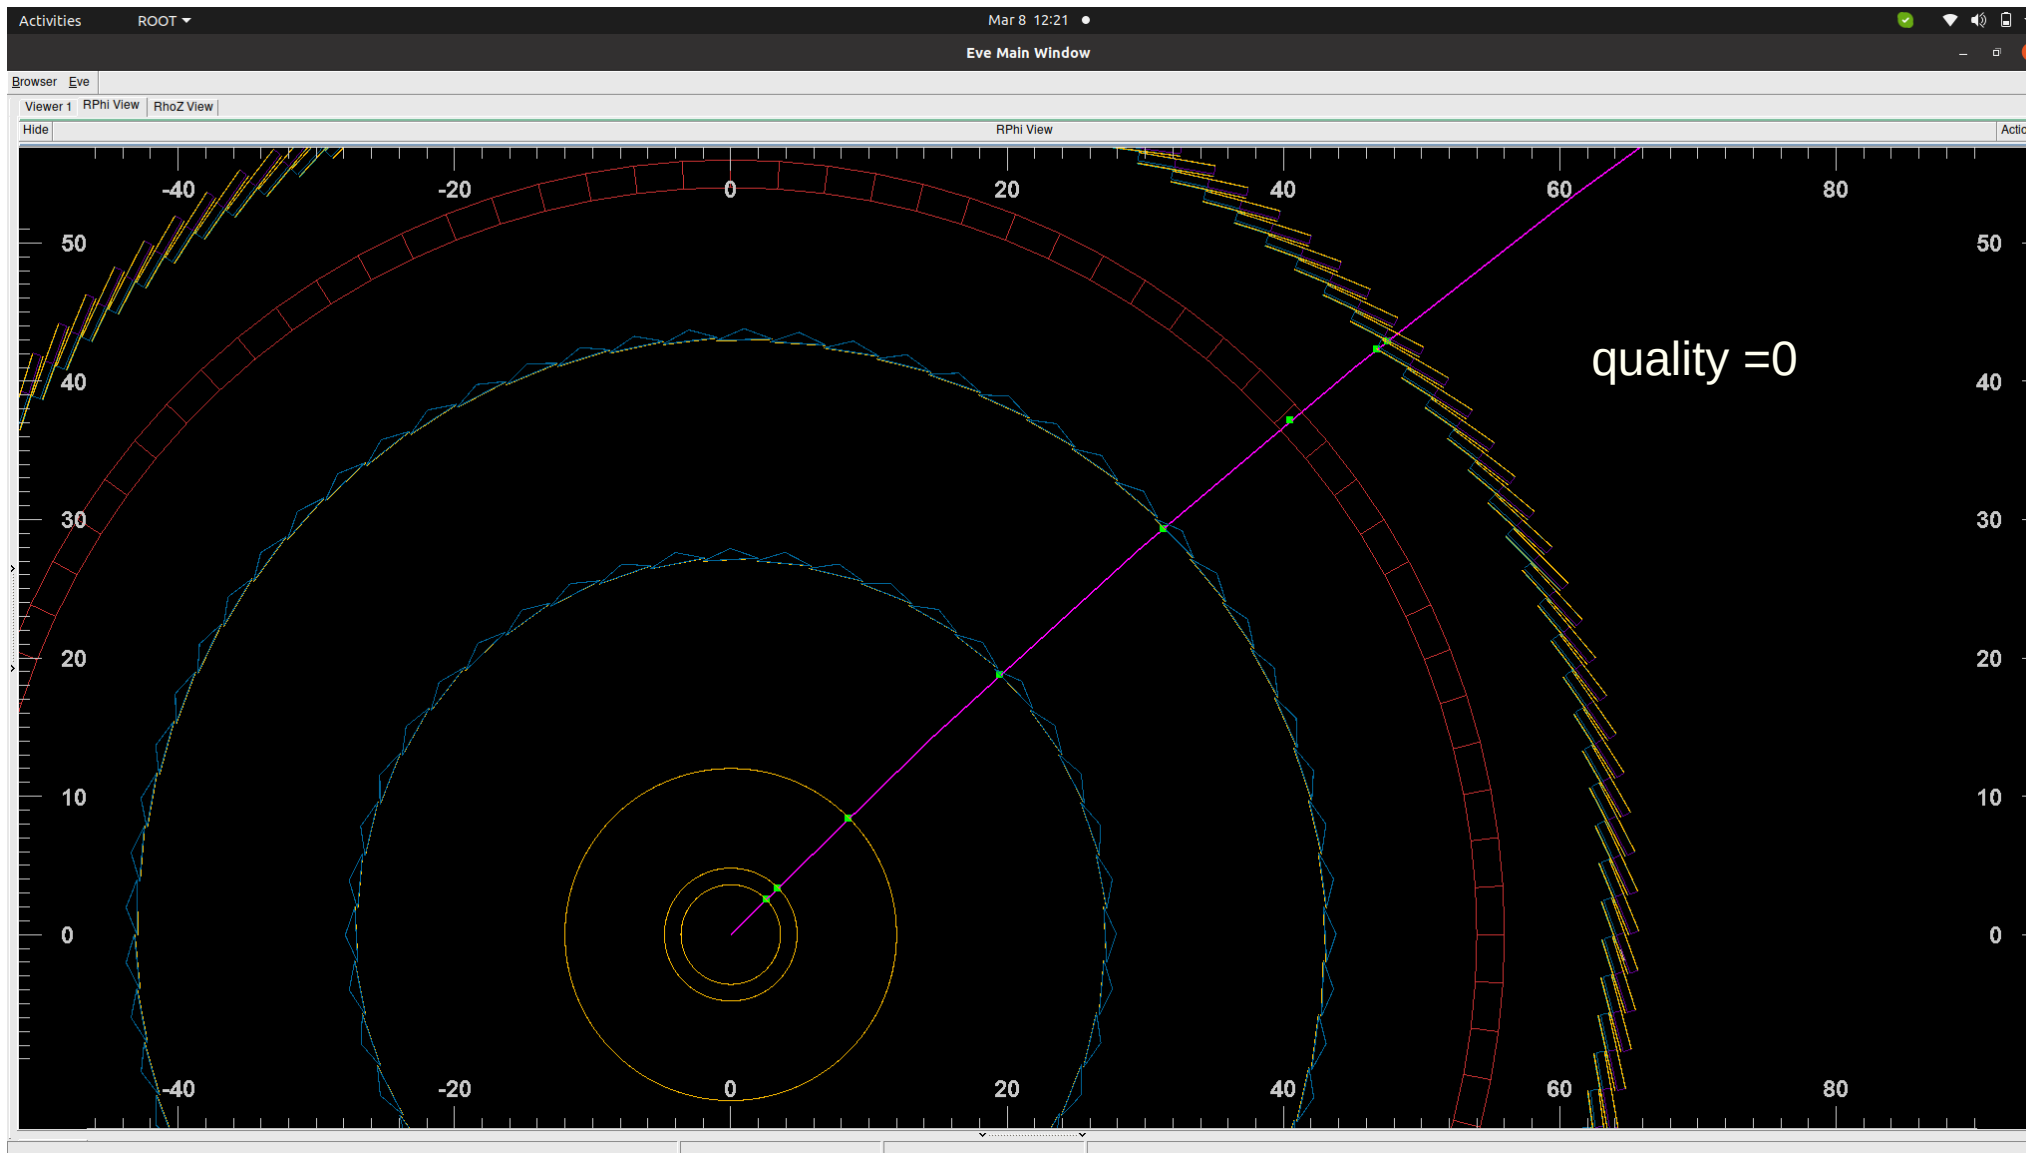 Activities ROOT Mar 8 12:21
Eve Main Window
Browser Eve
Viewer 1 RPhi View RhoZ View
Hide RPhi View Actio
-40 -20 0 20 40 60 80
50 50
40 40
30 30
20 20
10 10
0 0
-40 -20 0 20 40 60 80
quality =0